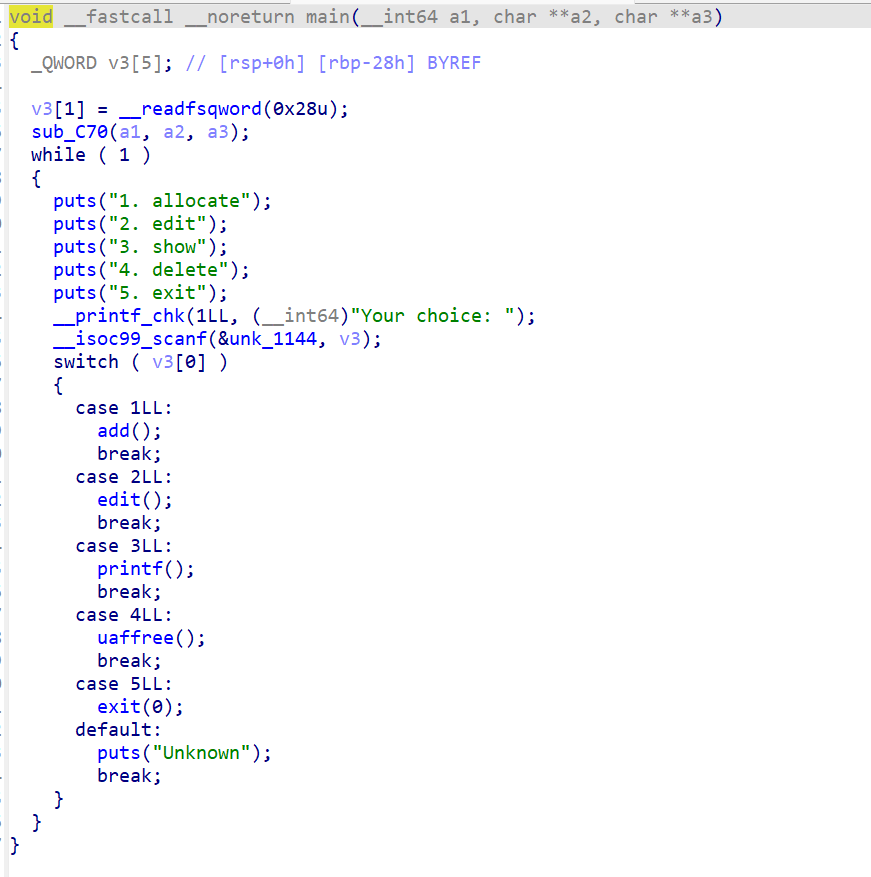 void __fastcall __noreturn main(__int64 a1, char **a2, char **a3)
{
  _QWORD v3[5]; // [rsp+0h] [rbp-28h] BYREF
  v3[1] = __readfsqword(0x28u);
  sub_C70(a1, a2, a3);
  while ( 1 )
  {
    puts("1. allocate");
    puts("2. edit");
    puts("3. show");
    puts("4. delete");
    puts("5. exit");
    __printf_chk(1LL, (__int64)"Your choice: ");
    __isoc99_scanf(&unk_1144, v3);
    switch ( v3[0] )
    {
      case 1LL:
        add();
        break;
      case 2LL:
        edit();
        break;
      case 3LL:
        printf();
        break;
      case 4LL:
        uaffree();
        break;
      case 5LL:
        exit(0);
      default:
        puts("Unknown");
        break;
    }
  }
}